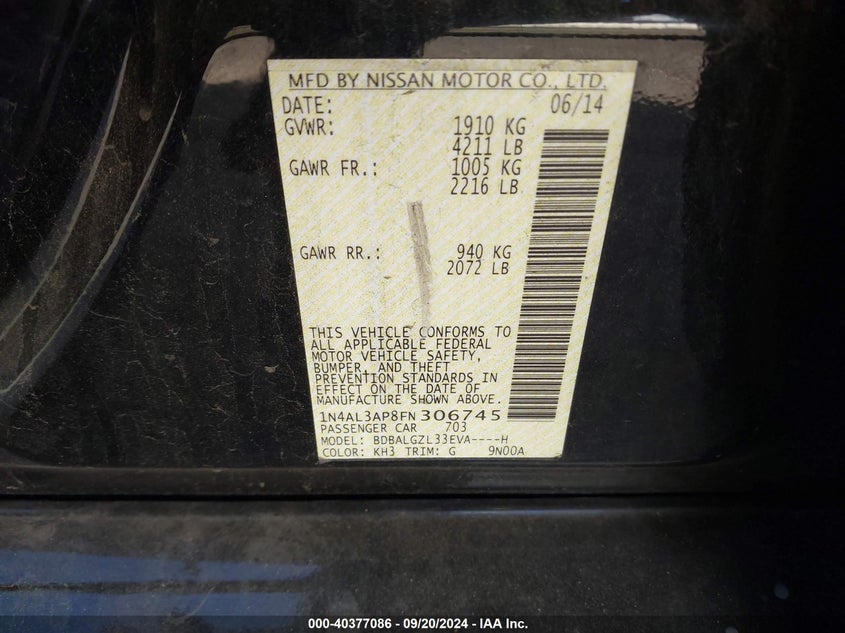 MFD BY NISSAN MOTOR CO., LTD.
DATE: 06/14
GVWR: 1910 KG
4211 LB
GAWR FR.: 1005 KG
2216 LB
GAWR RR.: 940 KG
2072 LB
THIS VEHICLE CONFORMS TO
ALL APPLICABLE FEDERAL
MOTOR VEHICLE SAFETY,
BUMPER, AND THEFT
PREVENTION STANDARDS IN
EFFECT ON THE DATE OF
MANUFACTURE SHOWN ABOVE.
1N4AL3AP8FN306745
PASSENGER CAR 703
MODEL: BDBALGZL33EVA----H
COLOR: KH3 TRIM: G 9N00A
000-40377086 - 09/20/2024 - IAA Inc.